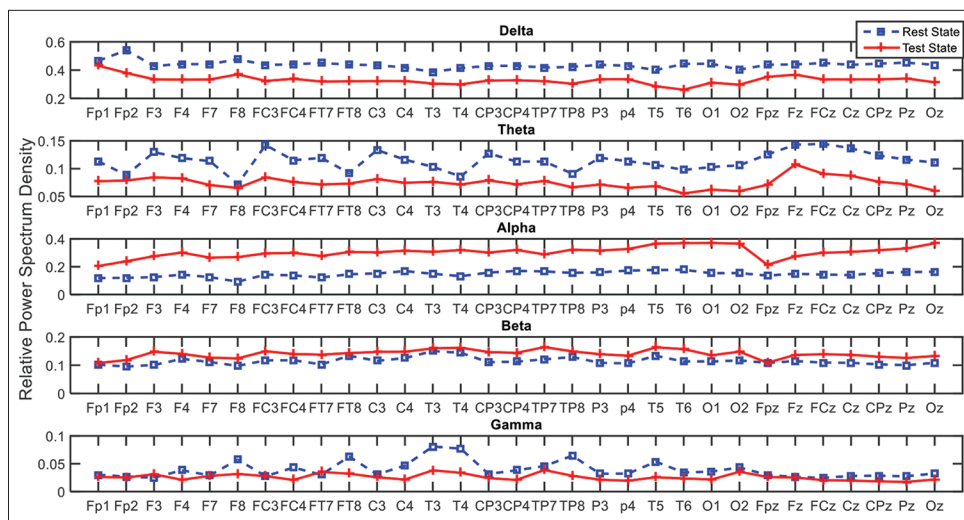 Delta
Rest State
Test State
0.6
0.4
0.2
Fp1 Fp2 F3 F4 F7 F8 FC3 FC4 FT7 FT8 C3 C4 T3 T4 CP3 CP4 TP7 TP8 P3 p4 T5 T6 O1 O2 Fpz Fz FCz Cz CPz Pz Oz
Theta
0.15
0.1
0.05
Fp1 Fp2 F3 F4 F7 F8 FC3 FC4 FT7 FT8 C3 C4 T3 T4 CP3 CP4 TP7 TP8 P3 p4 T5 T6 O1 O2 Fpz Fz FCz Cz CPz Pz Oz
Relative Power Spectrum Density
Alpha
0.4
0.2
0
Fp1 Fp2 F3 F4 F7 F8 FC3 FC4 FT7 FT8 C3 C4 T3 T4 CP3 CP4 TP7 TP8 P3 p4 T5 T6 O1 O2 Fpz Fz FCz Cz CPz Pz Oz
Beta
0.2
0.1
0
Fp1 Fp2 F3 F4 F7 F8 FC3 FC4 FT7 FT8 C3 C4 T3 T4 CP3 CP4 TP7 TP8 P3 p4 T5 T6 O1 O2 Fpz Fz FCz Cz CPz Pz Oz
Gamma
0.1
0.05
0
Fp1 Fp2 F3 F4 F7 F8 FC3 FC4 FT7 FT8 C3 C4 T3 T4 CP3 CP4 TP7 TP8 P3 p4 T5 T6 O1 O2 Fpz Fz FCz Cz CPz Pz Oz